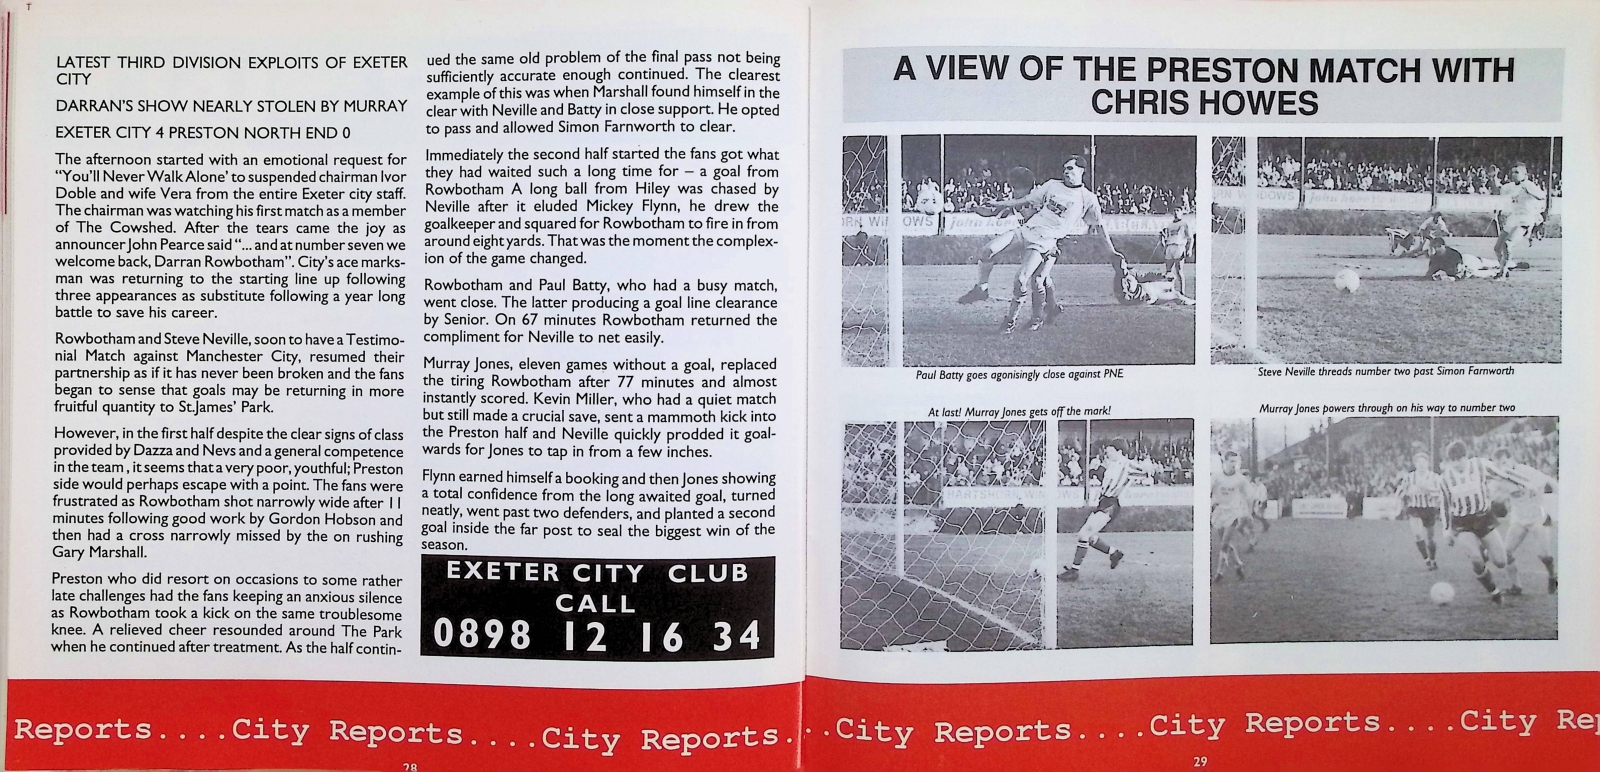 T
LATEST THIRD DIVISION EXPLOITS OF EXETER
CITY
DARRAN'S SHOW NEARLY STOLEN BY MURRAY
EXETER CITY 4 PRESTON NORTH END 0
The afternoon started with an emotional request for
"You'll Never Walk Alone' to suspended chairman Ivor
Doble and wife Vera from the entire Exeter city staff.
The chairman was watching his first match as a member
of The Cowshed. After the tears came the joy as
announcer John Pearce said "... and at number seven we
welcome back, Darran Rowbotham". City's ace marks-
man was returning to the starting line up following
three appearances as substitute following a year long
battle to save his career.
Rowbotham and Steve Neville, soon to have a Testimo-
nial Match against Manchester City, resumed their
partnership as if it has never been broken and the fans
began to sense that goals may be returning in more
fruitful quantity to St.James' Park.
However, in the first half despite the clear signs of class
provided by Dazza and Nevs and a general competence
in the team , it seems that a very poor, youthful; Preston
side would perhaps escape with a point. The fans were
frustrated as Rowbotham shot narrowly wide after 11
minutes following good work by Gordon Hobson and
then had a cross narrowly missed by the on rushing
Gary Marshall.
Preston who did resort on occasions to some rather
late challenges had the fans keeping an anxious silence
as Rowbotham took a kick on the same troublesome
knee. A relieved cheer resounded around The Park
when he continued after treatment. As the half contin-
ued the same old problem of the final pass not being
sufficiently accurate enough continued. The clearest
example of this was when Marshall found himself in the
clear with Neville and Batty in close support. He opted
to pass and allowed Simon Farnworth to clear.
Immediately the second half started the fans got what
they had waited such a long time for – a goal from
Rowbotham A long ball from Hiley was chased by
Neville after it eluded Mickey Flynn, he drew the
goalkeeper and squared for Rowbotham to fire in from
around eight yards. That was the moment the complex-
ion of the game changed.
Rowbotham and Paul Batty, who had a busy match,
went close. The latter producing a goal line clearance
by Senior. On 67 minutes Rowbotham returned the
compliment for Neville to net easily.
Murray Jones, eleven games without a goal, replaced
the tiring Rowbotham after 77 minutes and almost
instantly scored. Kevin Miller, who had a quiet match
but still made a crucial save, sent a mammoth kick into
the Preston half and Neville quickly prodded it goal-
wards for Jones to tap in from a few inches.
Flynn earned himself a booking and then Jones showing
a total confidence from the long awaited goal, turned
neatly, went past two defenders, and planted a second
goal inside the far post to seal the biggest win of the
season.
EXETER CITY CLUB
CALL
0898 12 16 34
Reports....City Reports....City Reports.
28
A VIEW OF THE PRESTON MATCH WITH
CHRIS HOWES
Paul Batty goes agonisingly close against PNE
Steve Neville threads number two past Simon Farnworth
At last! Murray Jones gets off the mark!
Murray Jones powers through on his way to number two
HARTSHORN WINDOWS
..City Reports....City Reports....City Rep
29